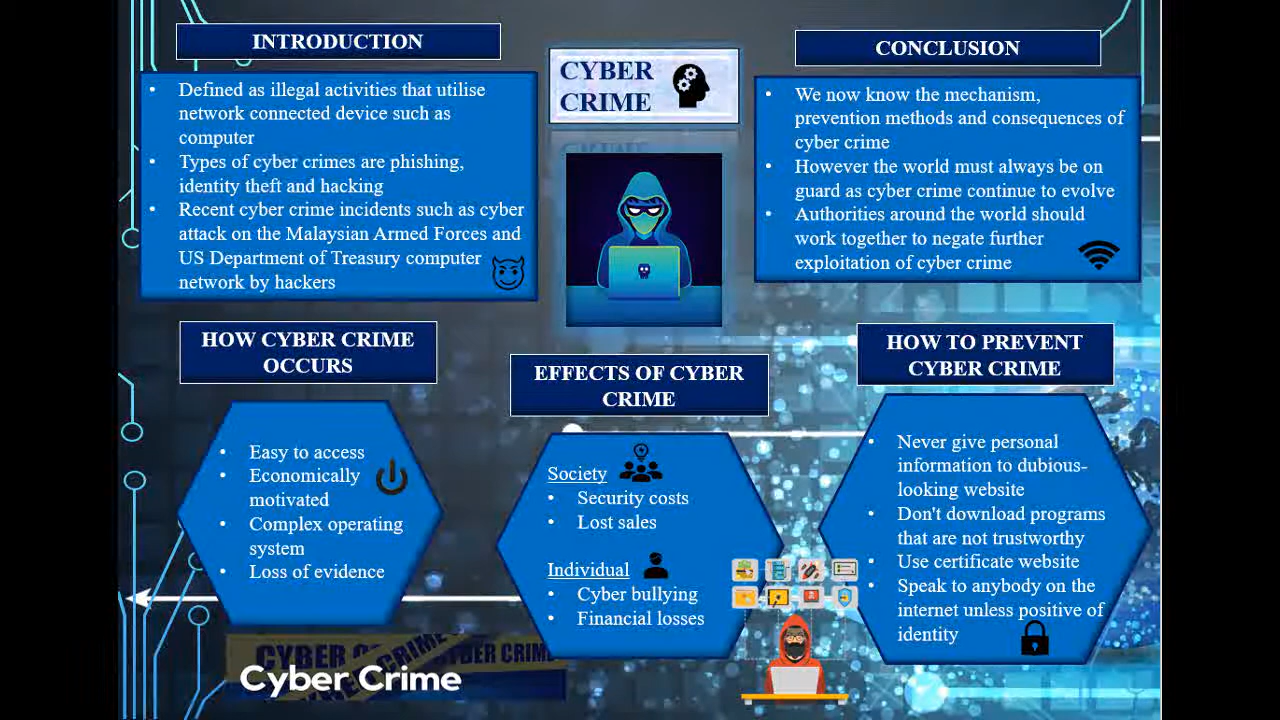 INTRODUCTION
• Defined as illegal activities that utilise
network connected device such as
computer
• Types of cyber crimes are phishing,
identity theft and hacking
• Recent cyber crime incidents such as cyber
attack on the Malaysian Armed Forces and
US Department of Treasury computer
network by hackers
CYBER
CRIME
CONCLUSION
• We now know the mechanism,
prevention methods and consequences of
cyber crime
• However the world must always be on
guard as cyber crime continue to evolve
• Authorities around the world should
work together to negate further
exploitation of cyber crime
HOW CYBER CRIME
OCCURS
• Easy to access
• Economically
motivated
• Complex operating
system
• Loss of evidence
EFFECTS OF CYBER
CRIME
Society
• Security costs
• Lost sales
Individual
• Cyber bullying
• Financial losses
HOW TO PREVENT
CYBER CRIME
• Never give personal
information to dubious-
looking website
• Don't download programs
that are not trustworthy
• Use certificate website
• Speak to anybody on the
internet unless positive of
identity
Cyber Crime